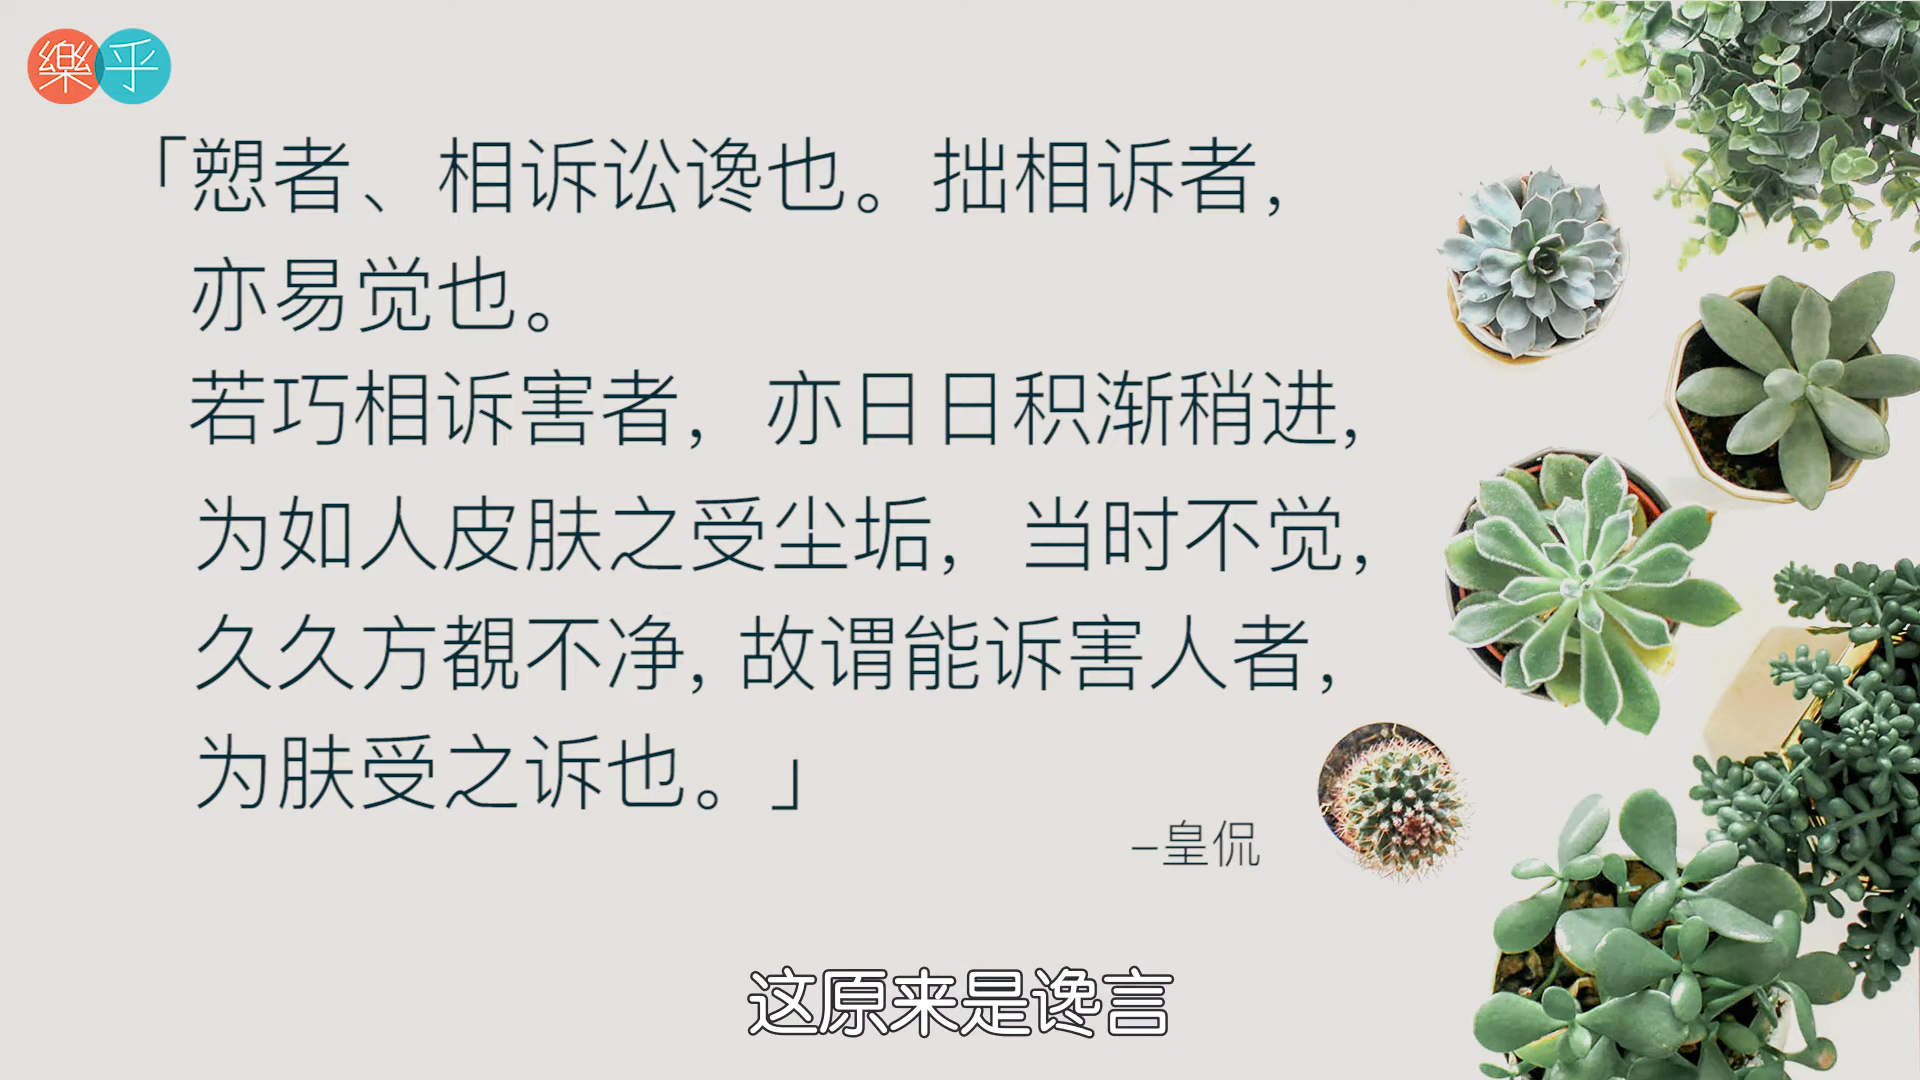 樂乎
「愬者、相诉讼谗也。拙相诉者，
亦易觉也。
若巧相诉害者，亦日日积渐稍进，
为如人皮肤之受尘垢，当时不觉，
久久方覩不净，故谓能诉害人者，
为肤受之诉也。」
–皇侃
这原来是谗言